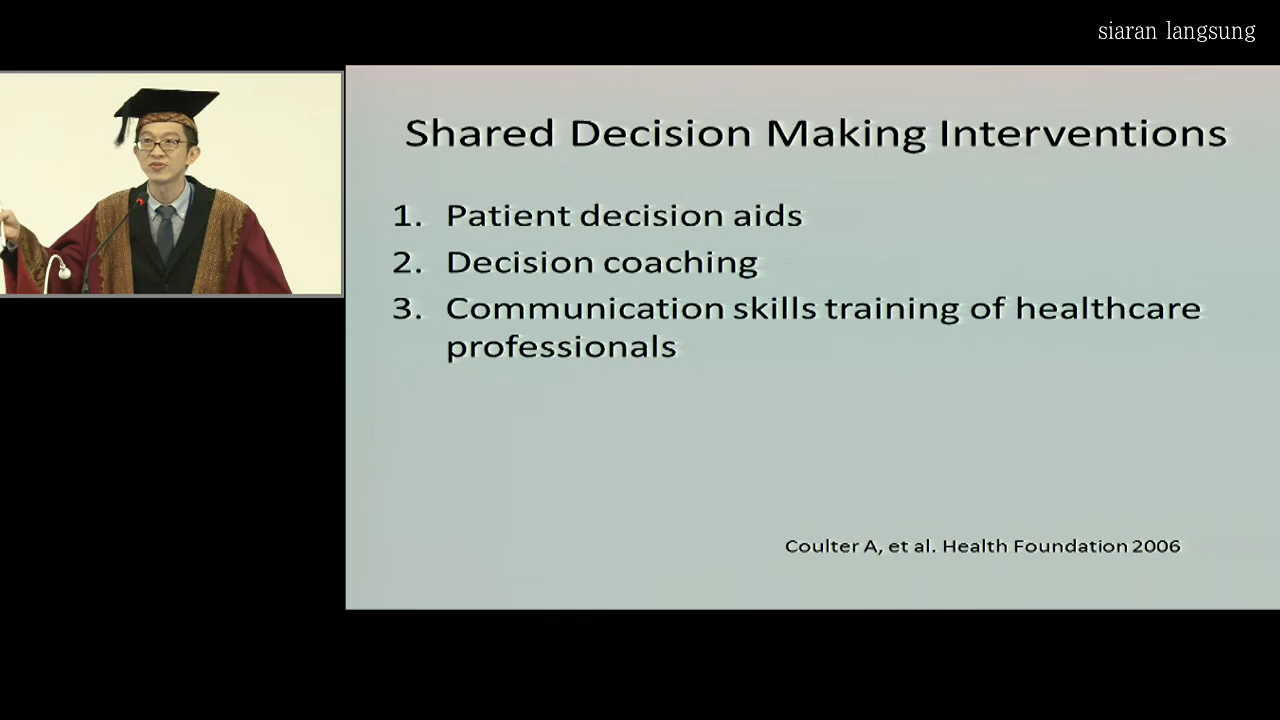 siaran langsung
Shared Decision Making Interventions
1. Patient decision aids
2. Decision coaching
3. Communication skills training of healthcare
professionals
Coulter A, et al. Health Foundation 2006